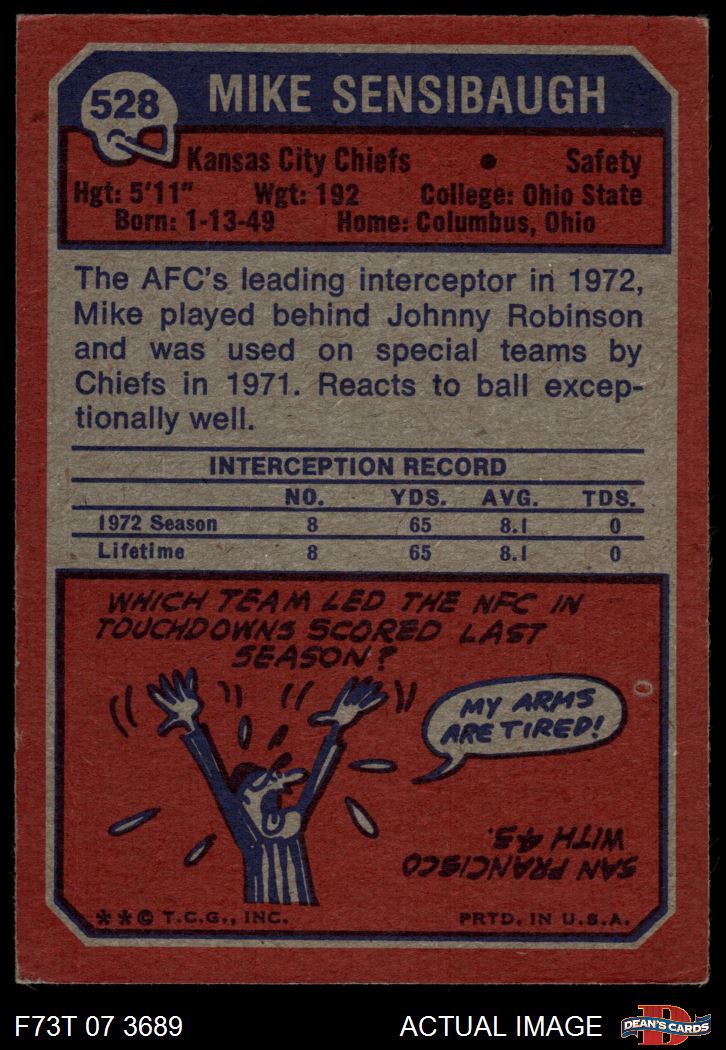 528 MIKE SENSIBAUGH
Kansas City Chiefs • Safety
Hgt: 5'11" Wgt: 192 College: Ohio State
Born: 1-13-49 Home: Columbus, Ohio
The AFC's leading interceptor in 1972,
Mike played behind Johnny Robinson
and was used on special teams by
Chiefs in 1971. Reacts to ball excep-
tionally well.
INTERCEPTION RECORD
NO. YDS. AVG. TDS.
1972 Season 8 65 8.1 0
Lifetime 8 65 8.1 0
WHICH TEAM LED THE NFC IN
TOUCHDOWNS SCORED LAST
SEASON?
MY ARMS
ARE TIRED!
SAN FRANCISCO
WITH 45.
**© T.C.G., INC. PRTD. IN U.S.A.
F73T 07 3689 ACTUAL IMAGE D DEAN'S CARDS